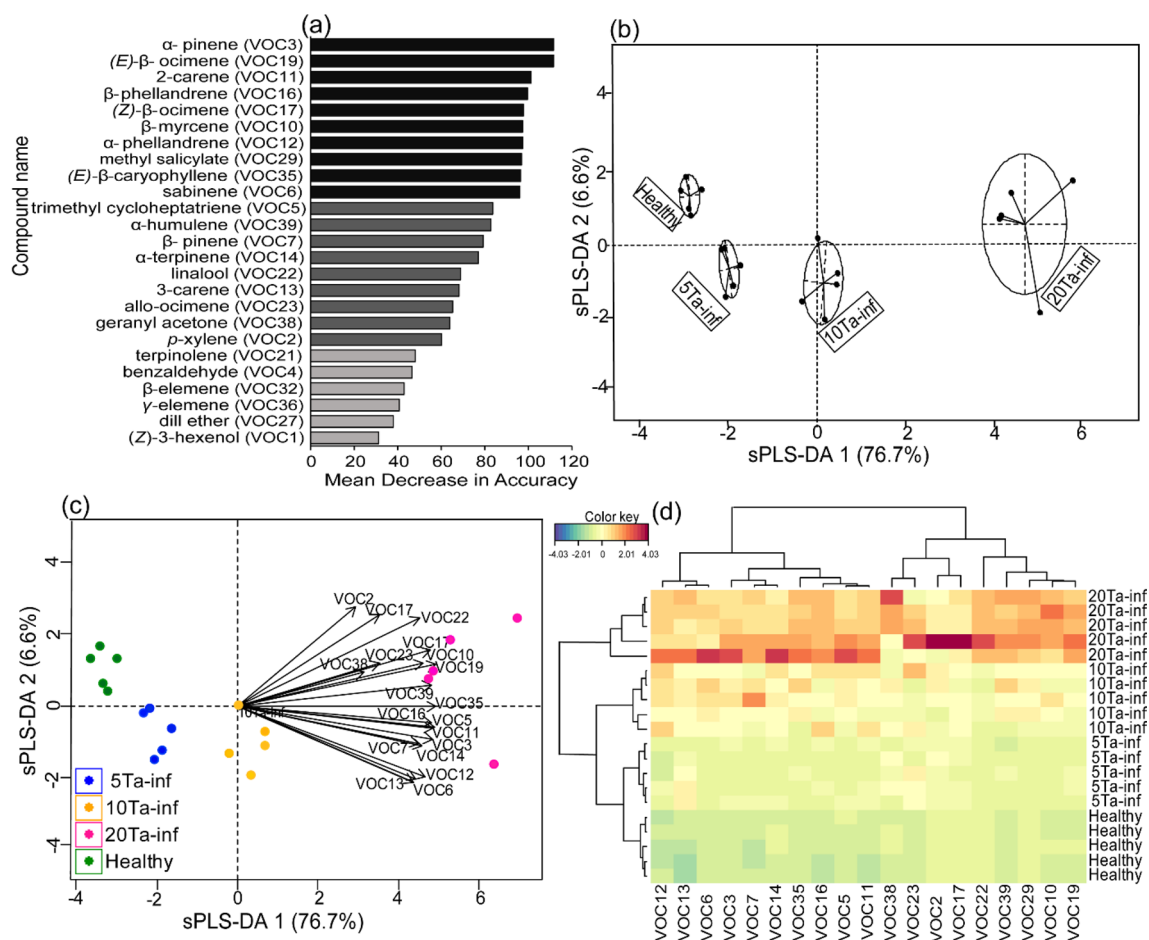 (a)
Compound name
α- pinene (VOC3)
(E)-β- ocimene (VOC19)
2-carene (VOC11)
β-phellandrene (VOC16)
(Z)-β-ocimene (VOC17)
β-myrcene (VOC10)
α- phellandrene (VOC12)
methyl salicylate (VOC29)
(E)-β-caryophyllene (VOC35)
sabinene (VOC6)
trimethyl cycloheptatriene (VOC5)
α-humulene (VOC39)
β- pinene (VOC7)
α-terpinene (VOC14)
linalool (VOC22)
3-carene (VOC13)
allo-ocimene (VOC23)
geranyl acetone (VOC38)
p-xylene (VOC2)
terpinolene (VOC21)
benzaldehyde (VOC4)
β-elemene (VOC32)
γ-elemene (VOC36)
dill ether (VOC27)
(Z)-3-hexenol (VOC1)
0 20 40 60 80 100 120
Mean Decrease in Accuracy
(b)
sPLS-DA 2 (6.6%)
4
2
0
-2
-4
Healthy
5Ta-inf
10Ta-inf
20Ta-inf
-4 -2 0 2 4 6
sPLS-DA 1 (76.7%)
(c)
sPLS-DA 2 (6.6%)
4
2
0
-2
-4
VOC2
VOC17
VOC22
VOC17
VOC23 VOC10
VOC38 VOC19
VOC39
VOC35
10Ta-inf
VOC16
VOC5
VOC11
VOC7 VOC3
VOC14
VOC12
VOC13
VOC6
5Ta-inf
10Ta-inf
20Ta-inf
Healthy
-4 -2 0 2 4 6
sPLS-DA 1 (76.7%)
(d)
Color key
-4.03 -2.01 0 2.01 4.03
20Ta-inf
20Ta-inf
20Ta-inf
20Ta-inf
20Ta-inf
10Ta-inf
10Ta-inf
10Ta-inf
10Ta-inf
10Ta-inf
5Ta-inf
5Ta-inf
5Ta-inf
5Ta-inf
5Ta-inf
Healthy
Healthy
Healthy
Healthy
Healthy
VOC12
VOC13
VOC6
VOC3
VOC7
VOC14
VOC35
VOC16
VOC5
VOC11
VOC38
VOC23
VOC2
VOC17
VOC22
VOC39
VOC29
VOC10
VOC19